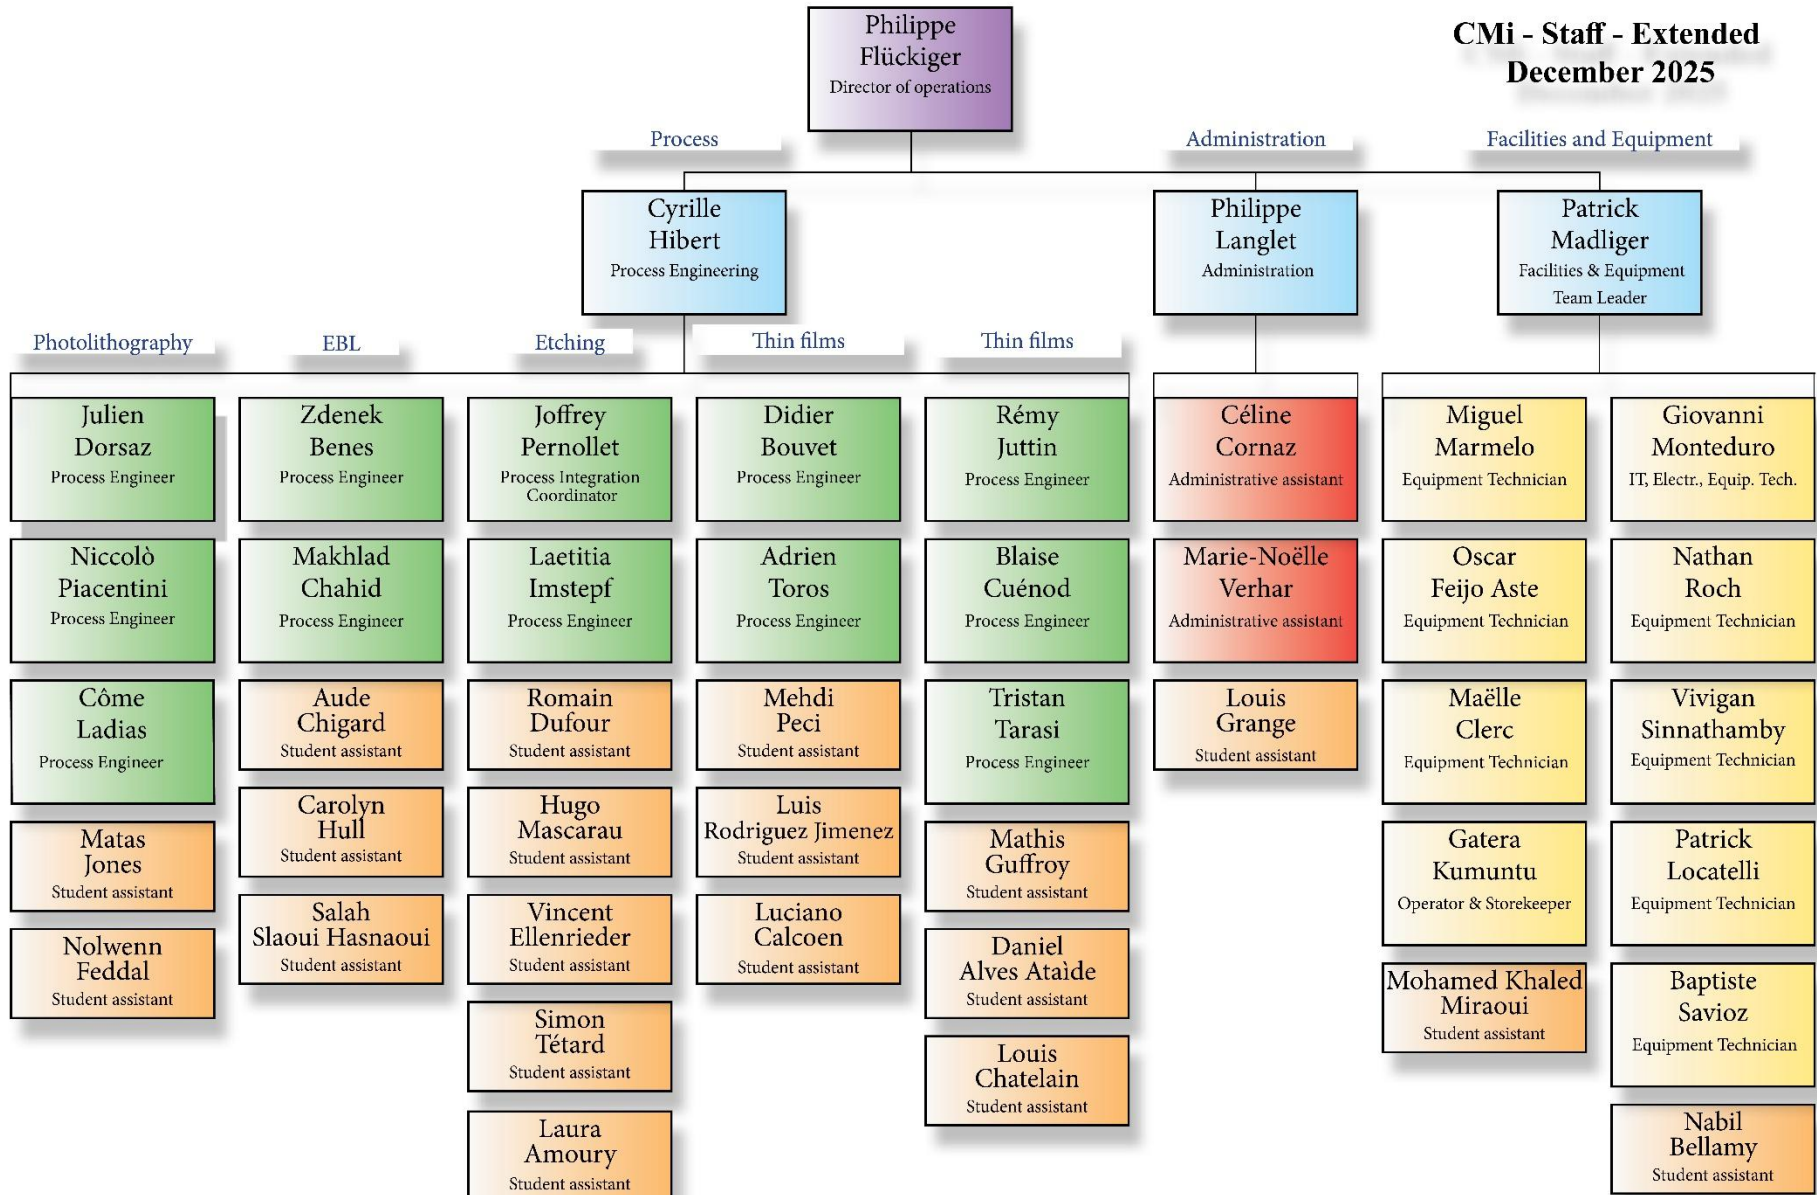 Philippe
Flückiger
Director of operations
CMi - Staff - Extended
December 2025
Process
Administration
Facilities and Equipment
Cyrille
Hibert
Process Engineering
Philippe
Langlet
Administration
Patrick
Madliger
Facilities & Equipment
Team Leader
Photolithography
EBL
Etching
Thin films
Thin films
Julien
Dorsaz
Process Engineer
Zdenek
Benes
Process Engineer
Joffrey
Pernollet
Process Integration
Coordinator
Didier
Bouvet
Process Engineer
Rémy
Juttin
Process Engineer
Céline
Cornaz
Administrative assistant
Miguel
Marmelo
Equipment Technician
Giovanni
Monteduro
IT, Electr., Equip. Tech.
Niccolò
Piacentini
Process Engineer
Makhlad
Chahid
Process Engineer
Laetitia
Imstepf
Process Engineer
Adrien
Toros
Process Engineer
Blaise
Cuénod
Process Engineer
Marie-Noëlle
Verhar
Administrative assistant
Oscar
Feijo Aste
Equipment Technician
Nathan
Roch
Equipment Technician
Côme
Ladias
Process Engineer
Aude
Chigard
Student assistant
Romain
Dufour
Student assistant
Mehdi
Peci
Student assistant
Tristan
Tarasi
Process Engineer
Louis
Grange
Student assistant
Maëlle
Clerc
Equipment Technician
Vivigan
Sinnathamby
Equipment Technician
Carolyn
Hull
Student assistant
Hugo
Mascarau
Student assistant
Luis
Rodriguez Jimenez
Student assistant
Matas
Jones
Student assistant
Mathis
Guffroy
Student assistant
Gatera
Kumuntu
Operator & Storekeeper
Patrick
Locatelli
Equipment Technician
Salah
Slaoui Hasnaoui
Student assistant
Vincent
Ellenrieder
Student assistant
Luciano
Calcoen
Student assistant
Nolwenn
Feddal
Student assistant
Daniel
Alves Ataìde
Student assistant
Mohamed Khaled
Miraoui
Student assistant
Baptiste
Savioz
Equipment Technician
Simon
Tétard
Student assistant
Louis
Chatelain
Student assistant
Laura
Amoury
Student assistant
Nabil
Bellamy
Student assistant